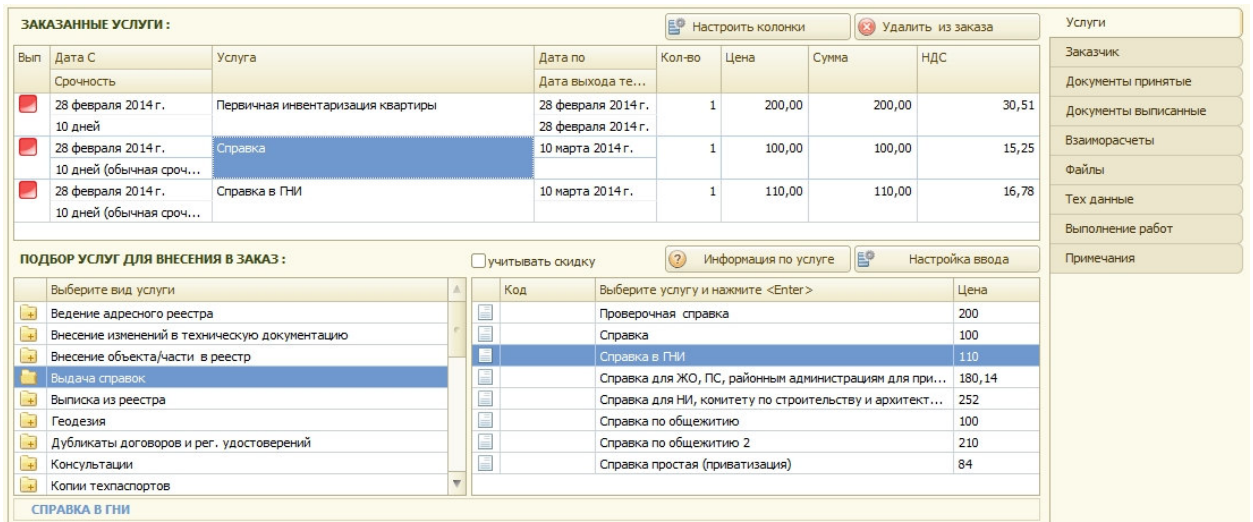 ЗАКАЗАННЫЕ УСЛУГИ :
Настроить колонки
Удалить из заказа
Вып Дата С Услуга Дата по Кол-во Цена Сумма НДС
Срочность Дата выхода те...
28 февраля 2014 г. Первичная инвентаризация квартиры 28 февраля 2014 г. 1 200,00 200,00 30,51
10 дней 28 февраля 2014 г.
28 февраля 2014 г. Справка 10 марта 2014 г. 1 100,00 100,00 15,25
10 дней (обычная сроч...
28 февраля 2014 г. Справка в ГНИ 10 марта 2014 г. 1 110,00 110,00 16,78
10 дней (обычная сроч...
ПОДБОР УСЛУГ ДЛЯ ВНЕСЕНИЯ В ЗАКАЗ :
учитывать скидку
Информация по услуге
Настройка ввода
Выберите вид услуги
Ведение адресного реестра
Внесение изменений в техническую документацию
Внесение объекта/части в реестр
Выдача справок
Выписка из реестра
Геодезия
Дубликаты договоров и рег. удостоверений
Консультации
Копии техпаспортов
Код Выберите услугу и нажмите <Enter> Цена
Проверочная справка 200
Справка 100
Справка в ГНИ 110
Справка для ЖО, ПС, районным администрациям для при... 180,14
Справка для НИ, комитету по строительству и архитект... 252
Справка по общежитию 100
Справка по общежитию 2 210
Справка простая (приватизация) 84
СПРАВКА В ГНИ
Услуги
Заказчик
Документы принятые
Документы выписанные
Взаиморасчеты
Файлы
Тех данные
Выполнение работ
Примечания